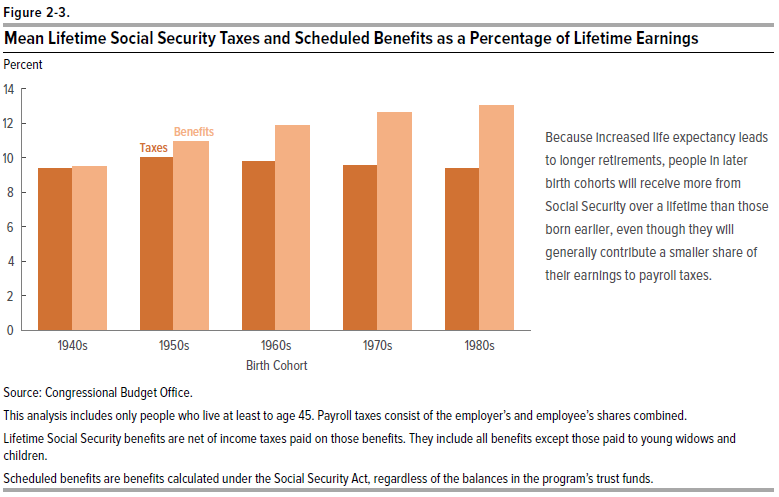 Figure 2-3.
Mean Lifetime Social Security Taxes and Scheduled Benefits as a Percentage of Lifetime Earnings
Percent
14
12
10
8
6
4
2
0
Benefits
Taxes
1940s
1950s
1960s
1970s
1980s
Birth Cohort
Because increased life expectancy leads
to longer retirements, people in later
birth cohorts will receive more from
Social Security over a lifetime than those
born earlier, even though they will
generally contribute a smaller share of
their earnings to payroll taxes.
Source: Congressional Budget Office.
This analysis includes only people who live at least to age 45. Payroll taxes consist of the employer's and employee's shares combined.
Lifetime Social Security benefits are net of income taxes paid on those benefits. They include all benefits except those paid to young widows and
children.
Scheduled benefits are benefits calculated under the Social Security Act, regardless of the balances in the program's trust funds.